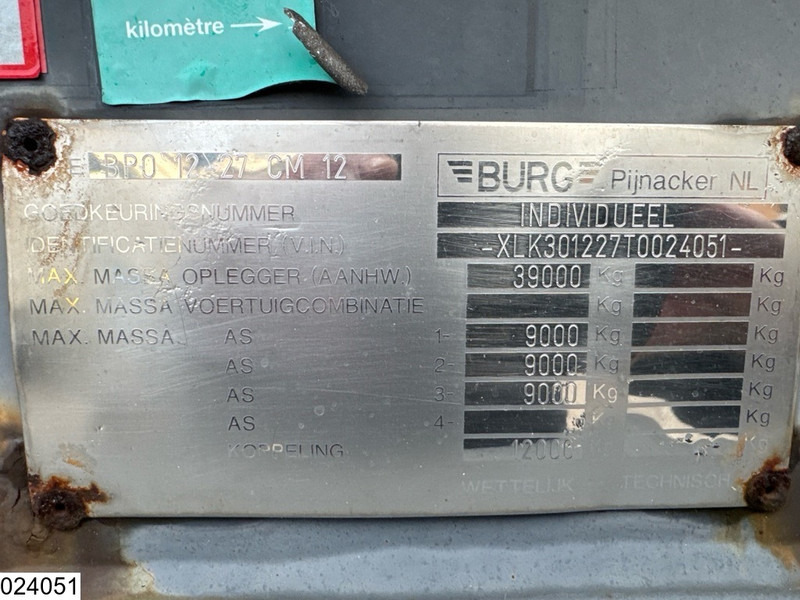 kilomètre
BPO 12 27 CM 12
BURG Pijnacker NL
GOEDKEURINGSNUMMER INDIVIDUEEL
IDENTIFICATIENUMMER (V.I.N.) -XLK301227T0024051-
MAX. MASSA OPLEGGER (AANHW.) 39000 Kg Kg
MAX. MASSA VOERTUIGCOMBINATIE Kg Kg
MAX. MASSA AS 1- 9000 Kg Kg
AS 2- 9000 Kg Kg
AS 3- 9000 Kg Kg
AS 4- Kg Kg
KOPPELING 12000 Kg
WETTELIJK TECHNISCH
024051